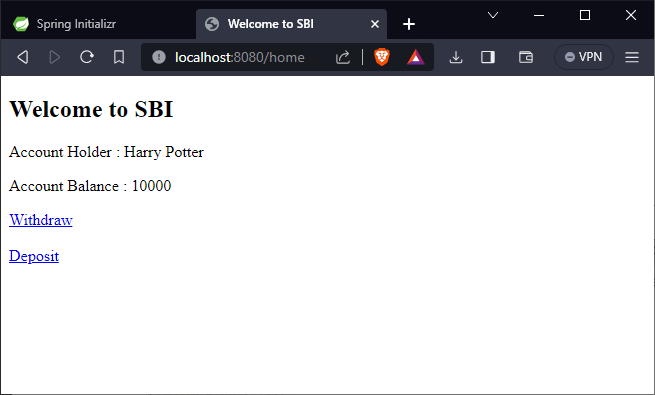 Spring Initializr
Welcome to SBI
localhost:8080/home
VPN
Welcome to SBI
Account Holder : Harry Potter
Account Balance : 10000
Withdraw
Deposit